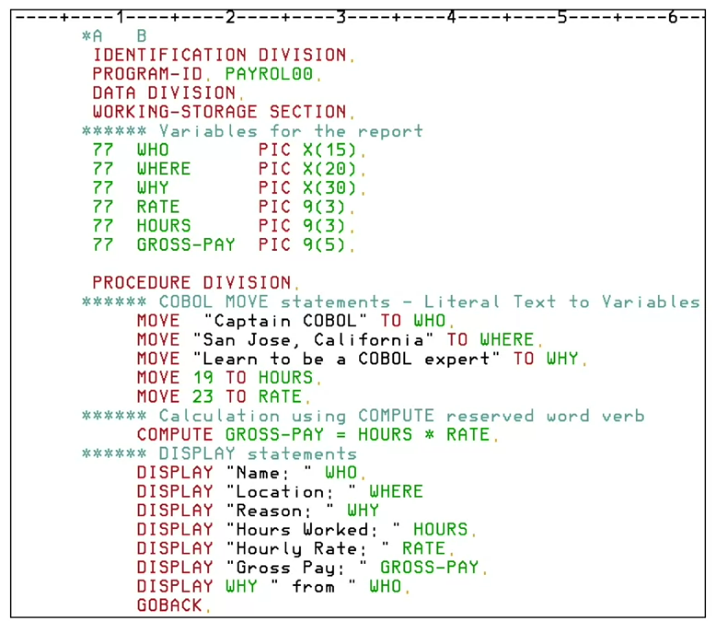 ----+----1----+----2----+----3----+----4----+----5----+----6--
*A   B
IDENTIFICATION DIVISION.
PROGRAM-ID. PAYROL00.
DATA DIVISION.
WORKING-STORAGE SECTION.
****** Variables for the report
77  WHO        PIC X(15).
77  WHERE      PIC X(20).
77  WHY        PIC X(30).
77  RATE       PIC 9(3).
77  HOURS      PIC 9(3).
77  GROSS-PAY  PIC 9(5).
PROCEDURE DIVISION.
****** COBOL MOVE statements - Literal Text to Variables
MOVE  "Captain COBOL" TO WHO.
MOVE "San Jose, California" TO WHERE.
MOVE "Learn to be a COBOL expert" TO WHY.
MOVE 19 TO HOURS.
MOVE 23 TO RATE.
****** Calculation using COMPUTE reserved word verb
COMPUTE GROSS-PAY = HOURS * RATE.
****** DISPLAY statements
DISPLAY "Name: " WHO.
DISPLAY "Location: " WHERE
DISPLAY "Reason: " WHY
DISPLAY "Hours Worked: " HOURS.
DISPLAY "Hourly Rate: " RATE.
DISPLAY "Gross Pay: " GROSS-PAY.
DISPLAY WHY " from " WHO.
GOBACK.